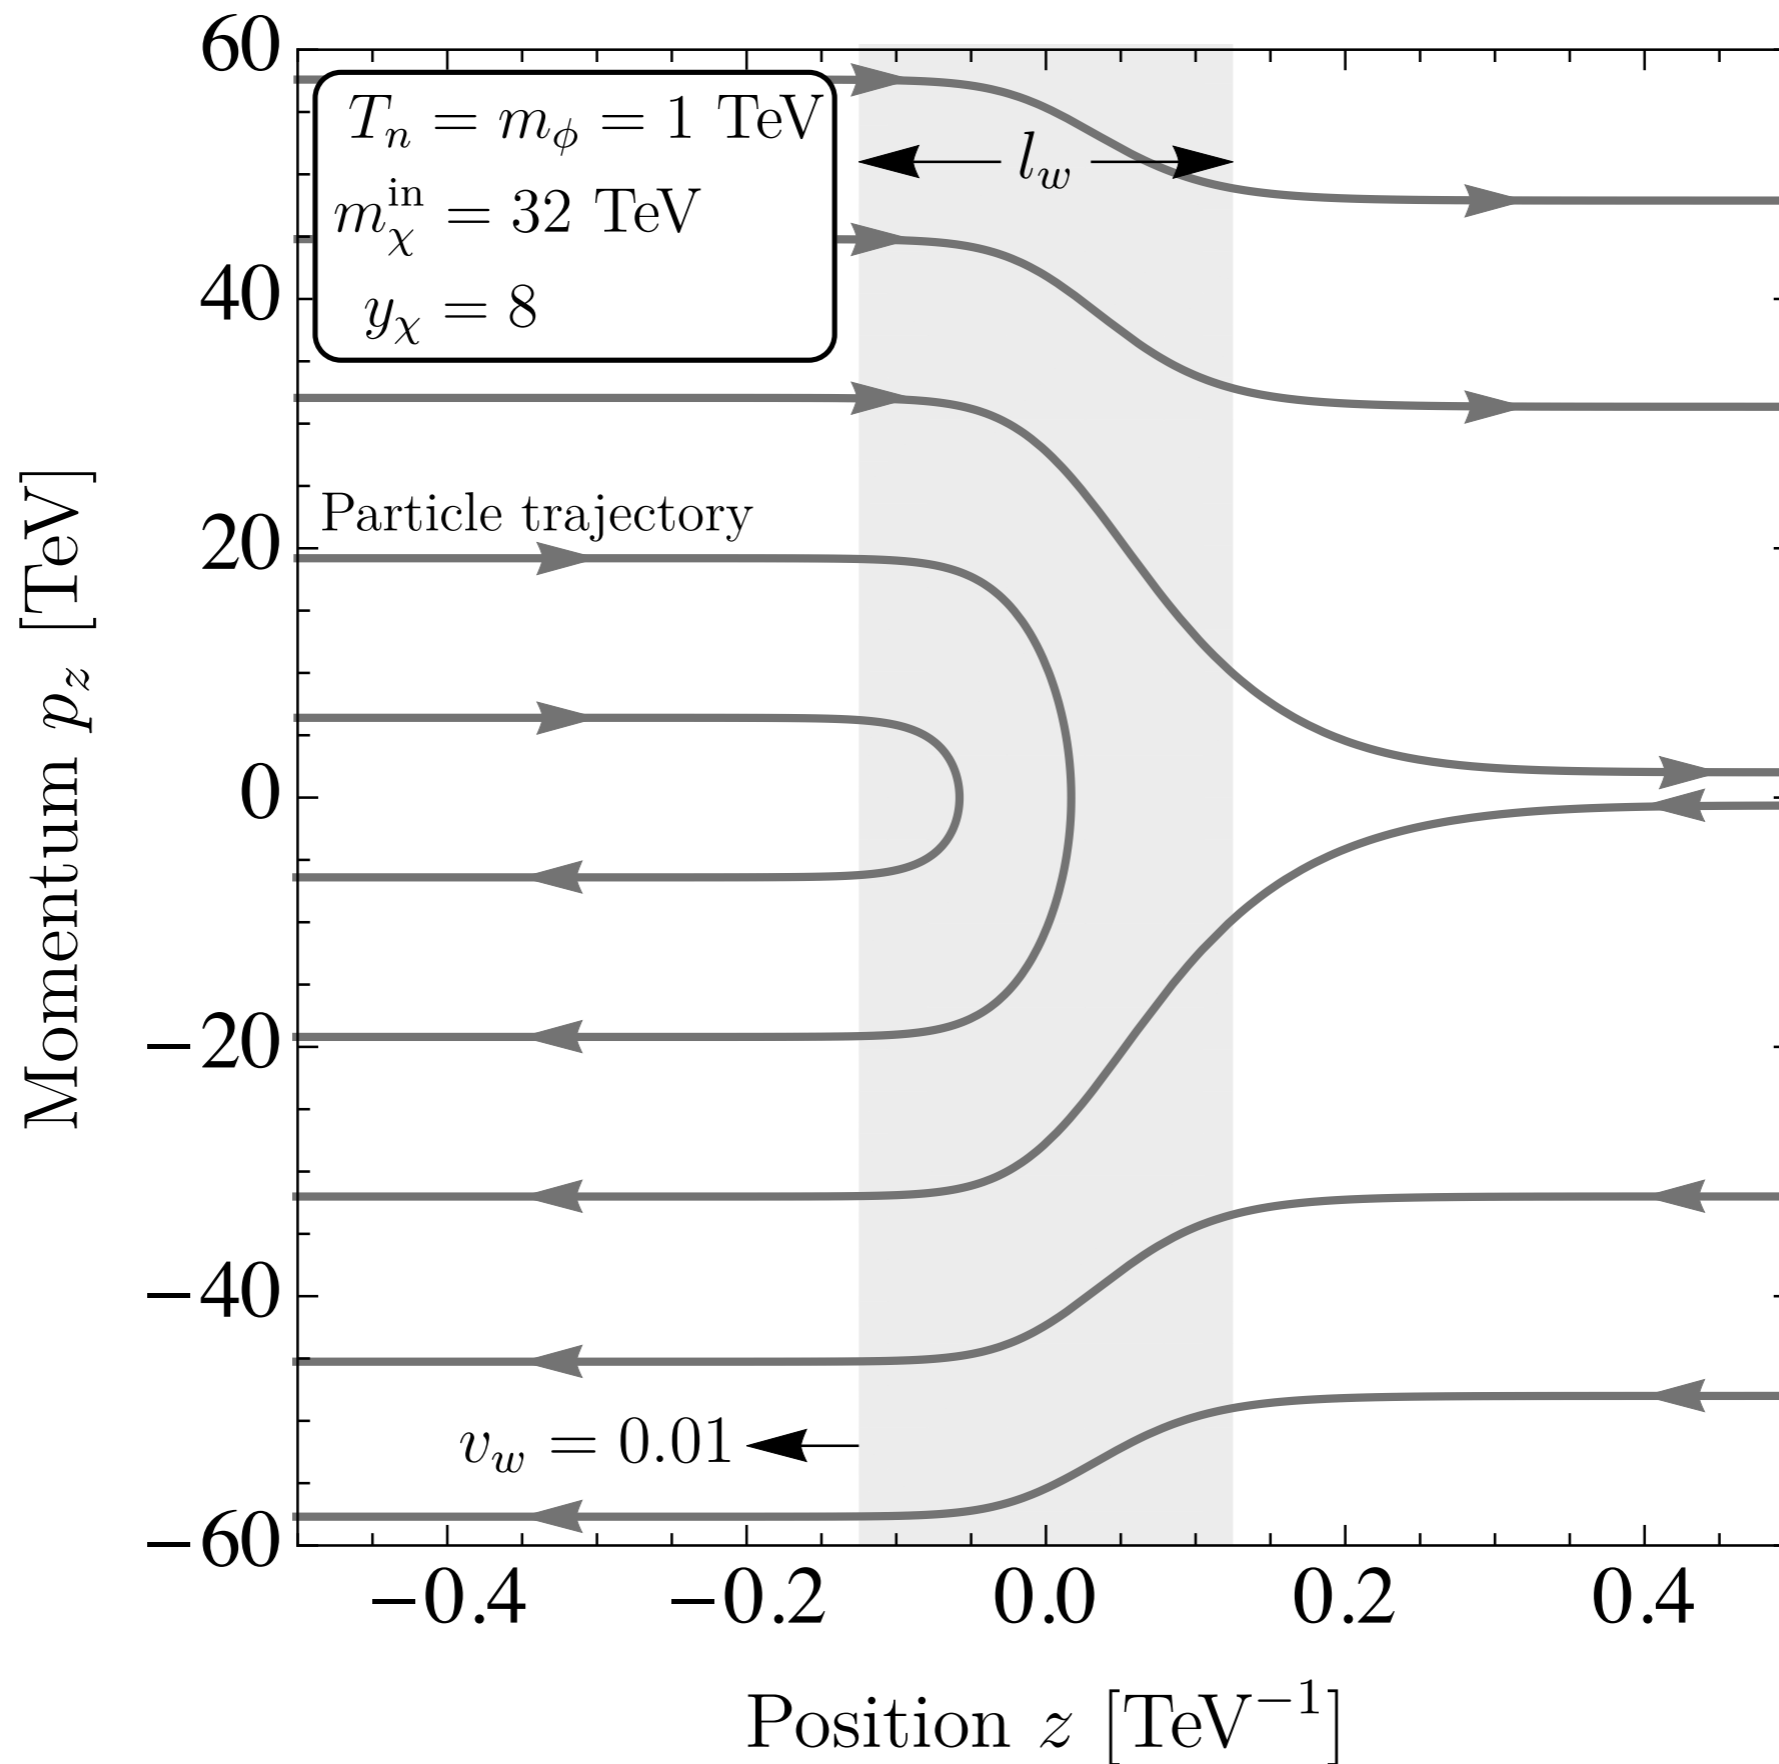 60
T_n = m_ϕ = 1 TeV
m_χ^in = 32 TeV
y_χ = 8
l_w
40
Particle trajectory
20
0
−20
−40
v_w = 0.01
−60
Momentum p_z [TeV]
−0.4 −0.2 0.0 0.2 0.4
Position z [TeV⁻¹]